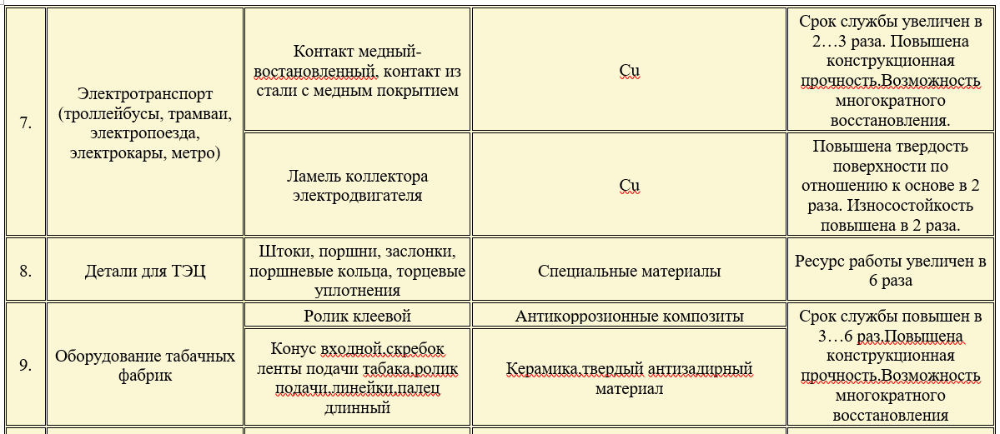 7.
Электротранспорт
(троллейбусы, трамваи,
электропоезда,
электрокары, метро)
Контакт медный-
востановленный, контакт из
стали с медным покрытием
Cu
Срок службы увеличен в
2…3 раза. Повышена
конструкционная
прочность.Возможность
многократного
восстановления.
Ламель коллектора
электродвигателя
Cu
Повышена твердость
поверхности по
отношению к основе в 2
раза. Износостойкость
повышена в 2 раза.
8.
Детали для ТЭЦ
Штоки, поршни, заслонки,
поршневые кольца, торцевые
уплотнения
Специальные материалы
Ресурс работы увеличен в
6 раза
9.
Оборудование табачных
фабрик
Ролик клеевой
Антикоррозионные композиты
Срок службы повышен в
3…6 раз.Повышена
конструкционная
прочность.Возможность
многократного
восстановления
Конус входной,скребок
ленты подачи табака,ролик
подачи,линейки,палец
длинный
Керамика,твердый антизадирный
материал